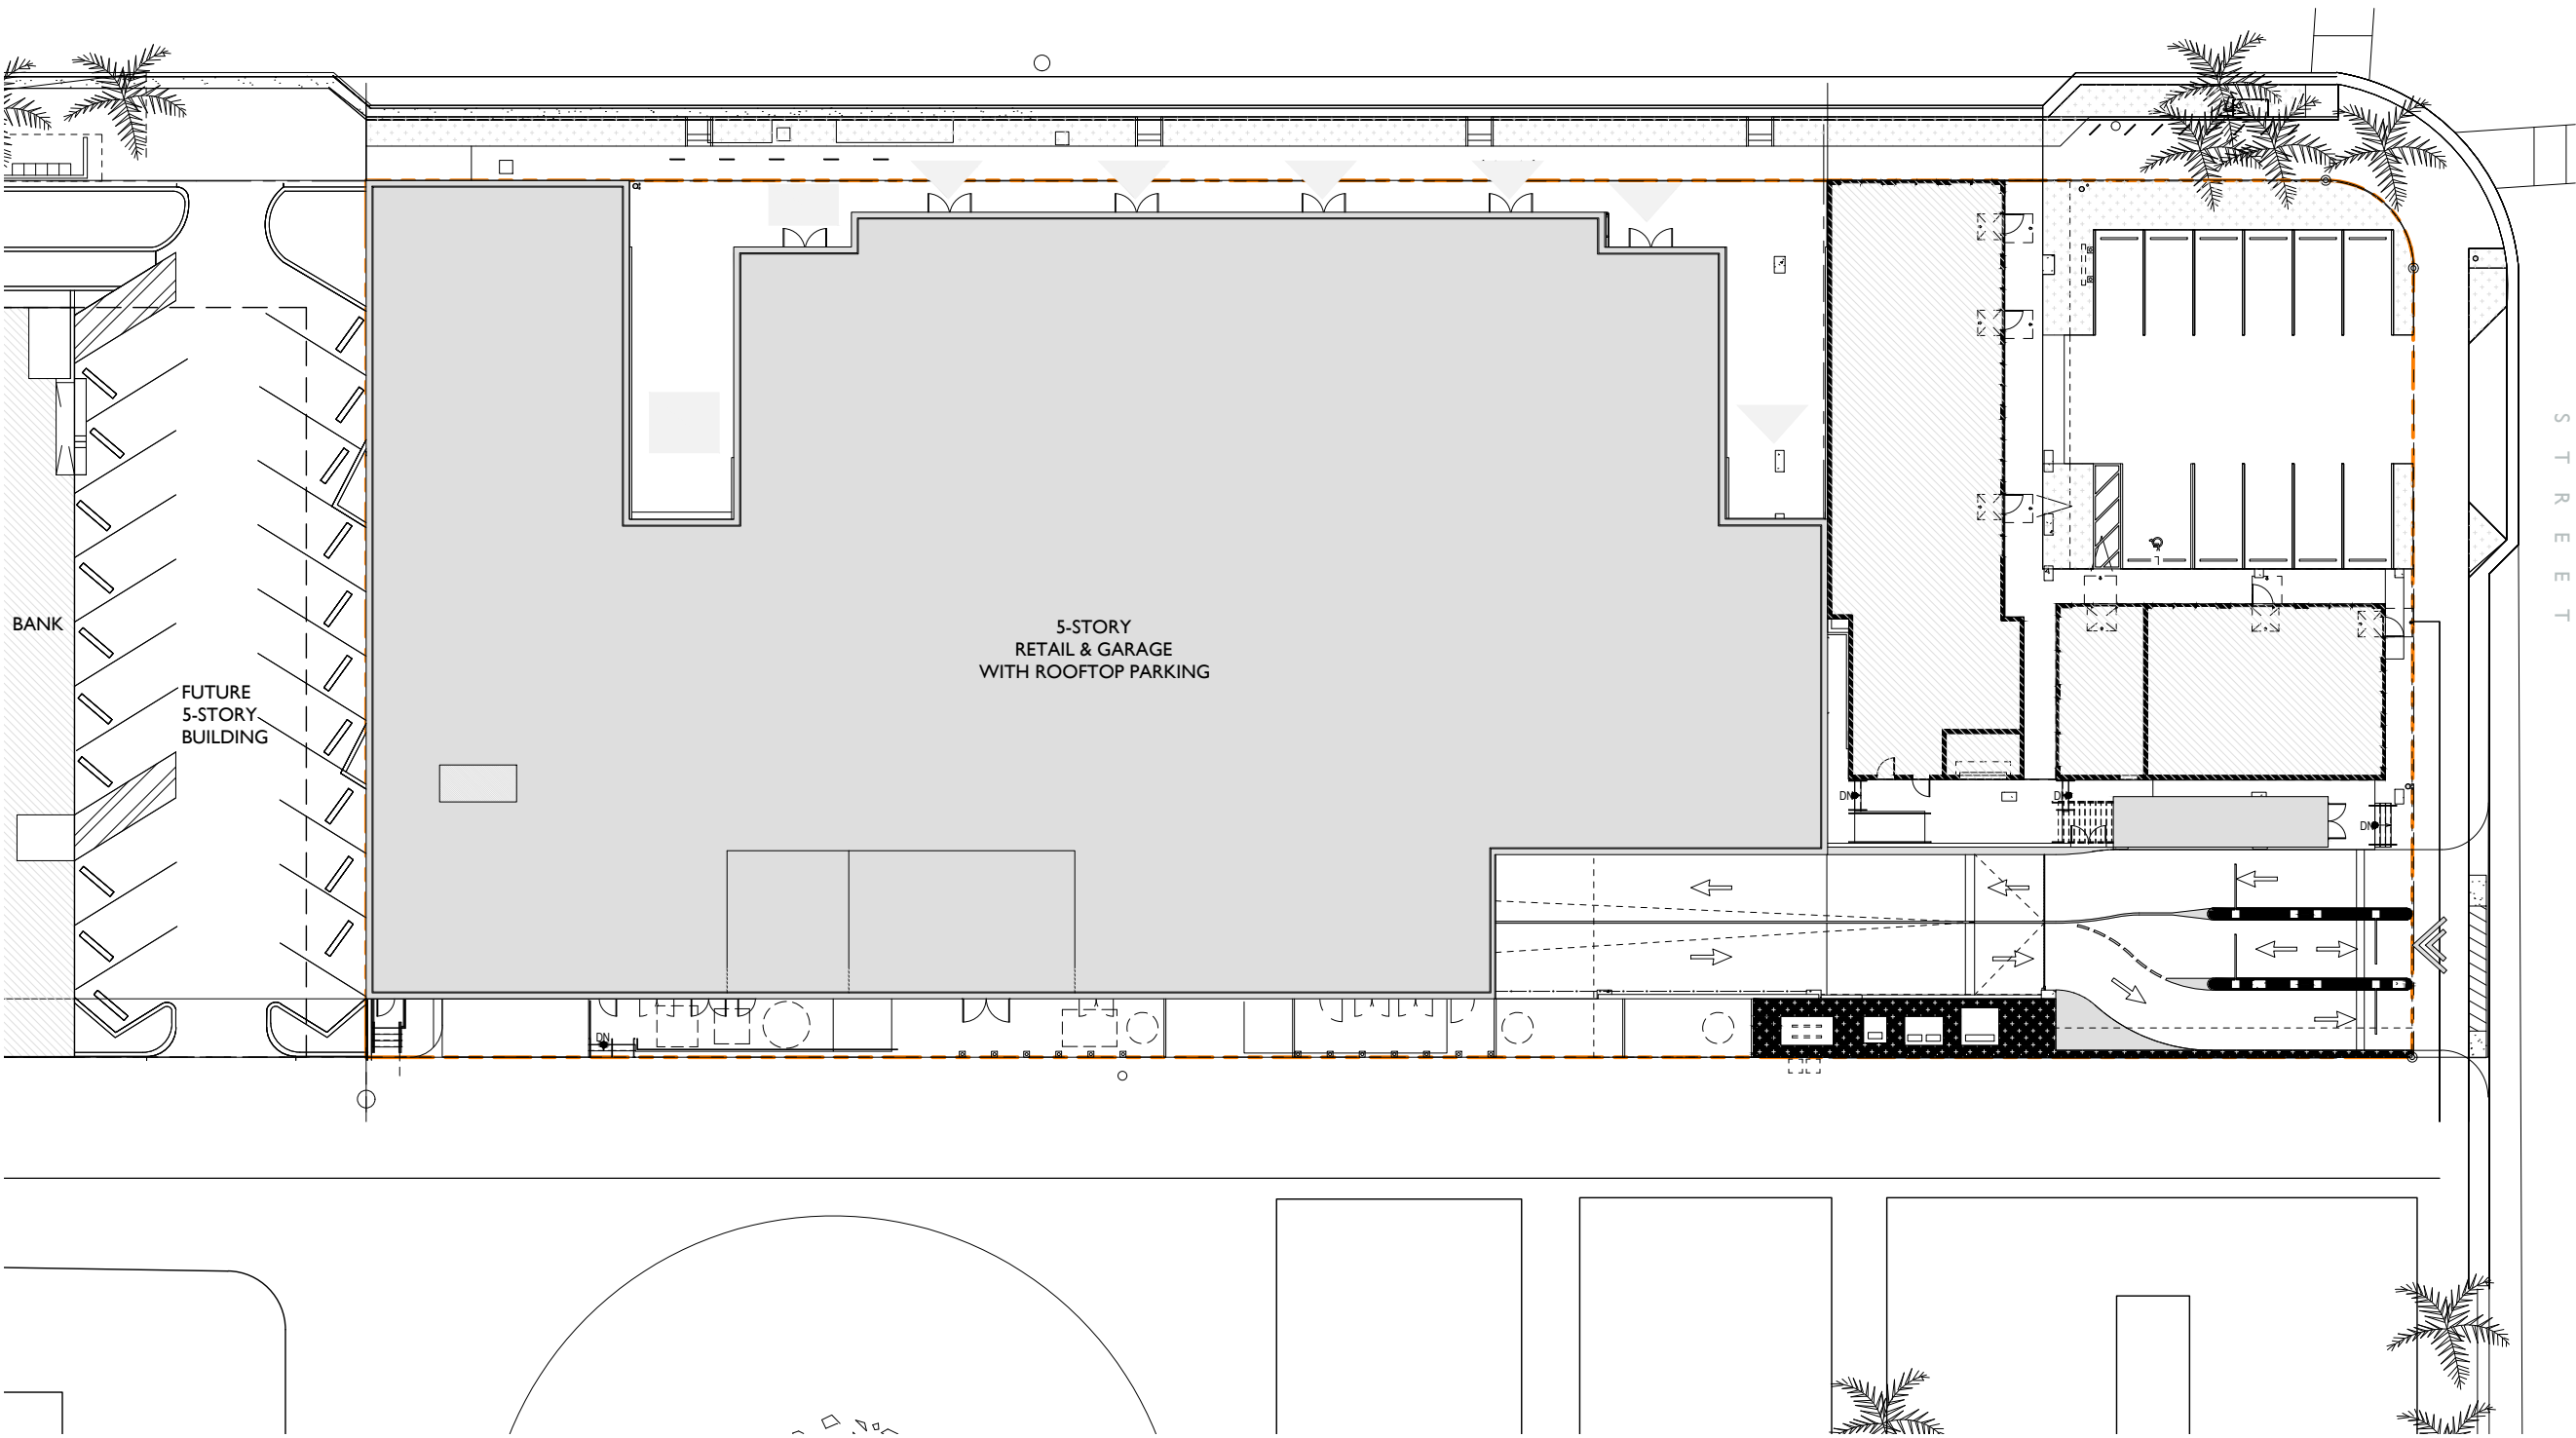 STREET
BANK
5-STORY
RETAIL & GARAGE
WITH ROOFTOP PARKING
FUTURE
5-STORY
BUILDING
DN
DN
DN
DN